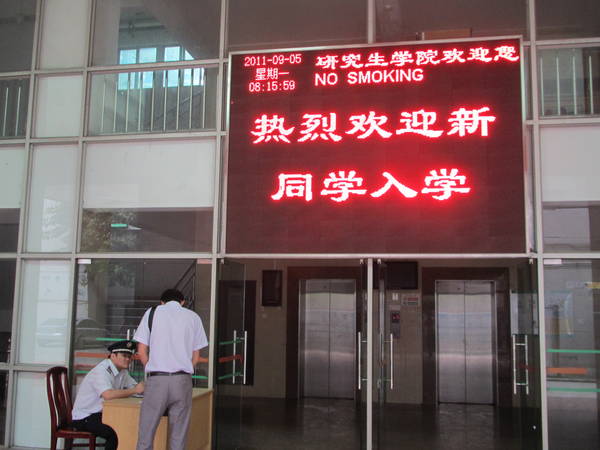 2011-09-05
星期一
08:15:59
研究生学院欢迎您
NO SMOKING
热烈欢迎新
同学入学